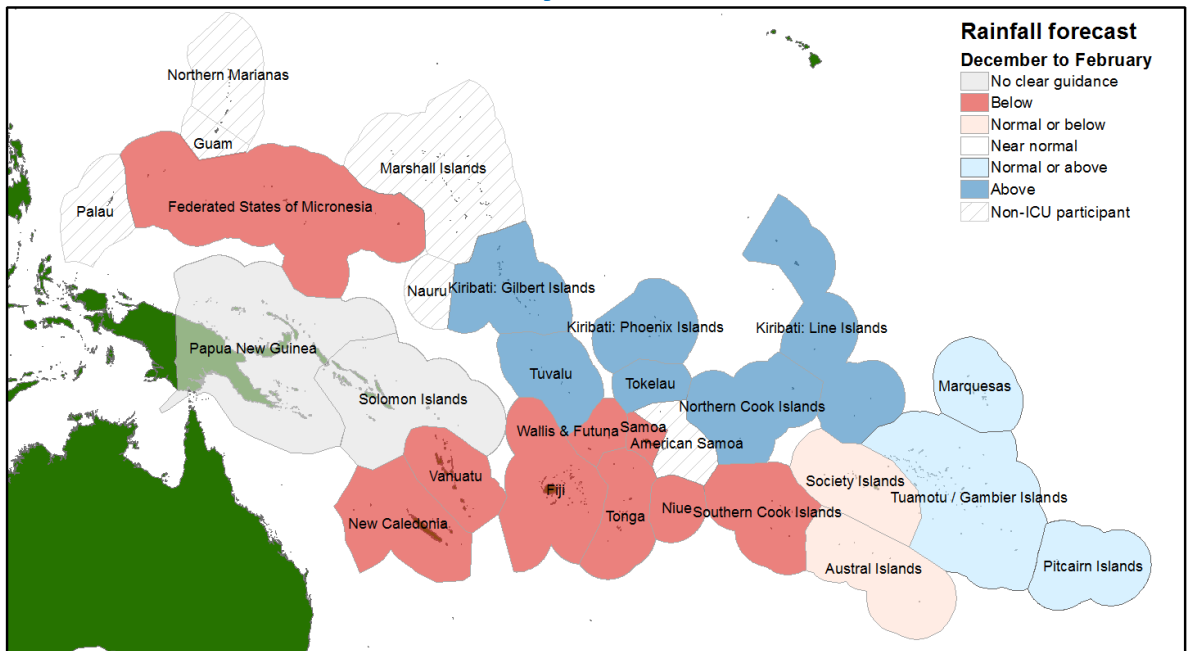 Rainfall forecast
December to February
No clear guidance
Below
Normal or below
Near normal
Normal or above
Above
Non-ICU participant
Northern Marianas
Guam
Marshall Islands
Palau
Federated States of Micronesia
Nauru
Kiribati: Gilbert Islands
Kiribati: Phoenix Islands
Kiribati: Line Islands
Papua New Guinea
Tuvalu
Tokelau
Marquesas
Solomon Islands
Northern Cook Islands
Wallis & Futuna
Samoa
American Samoa
Vanuatu
Society Islands
Fiji
Tuamotu / Gambier Islands
New Caledonia
Tonga
Niue
Southern Cook Islands
Austral Islands
Pitcairn Islands